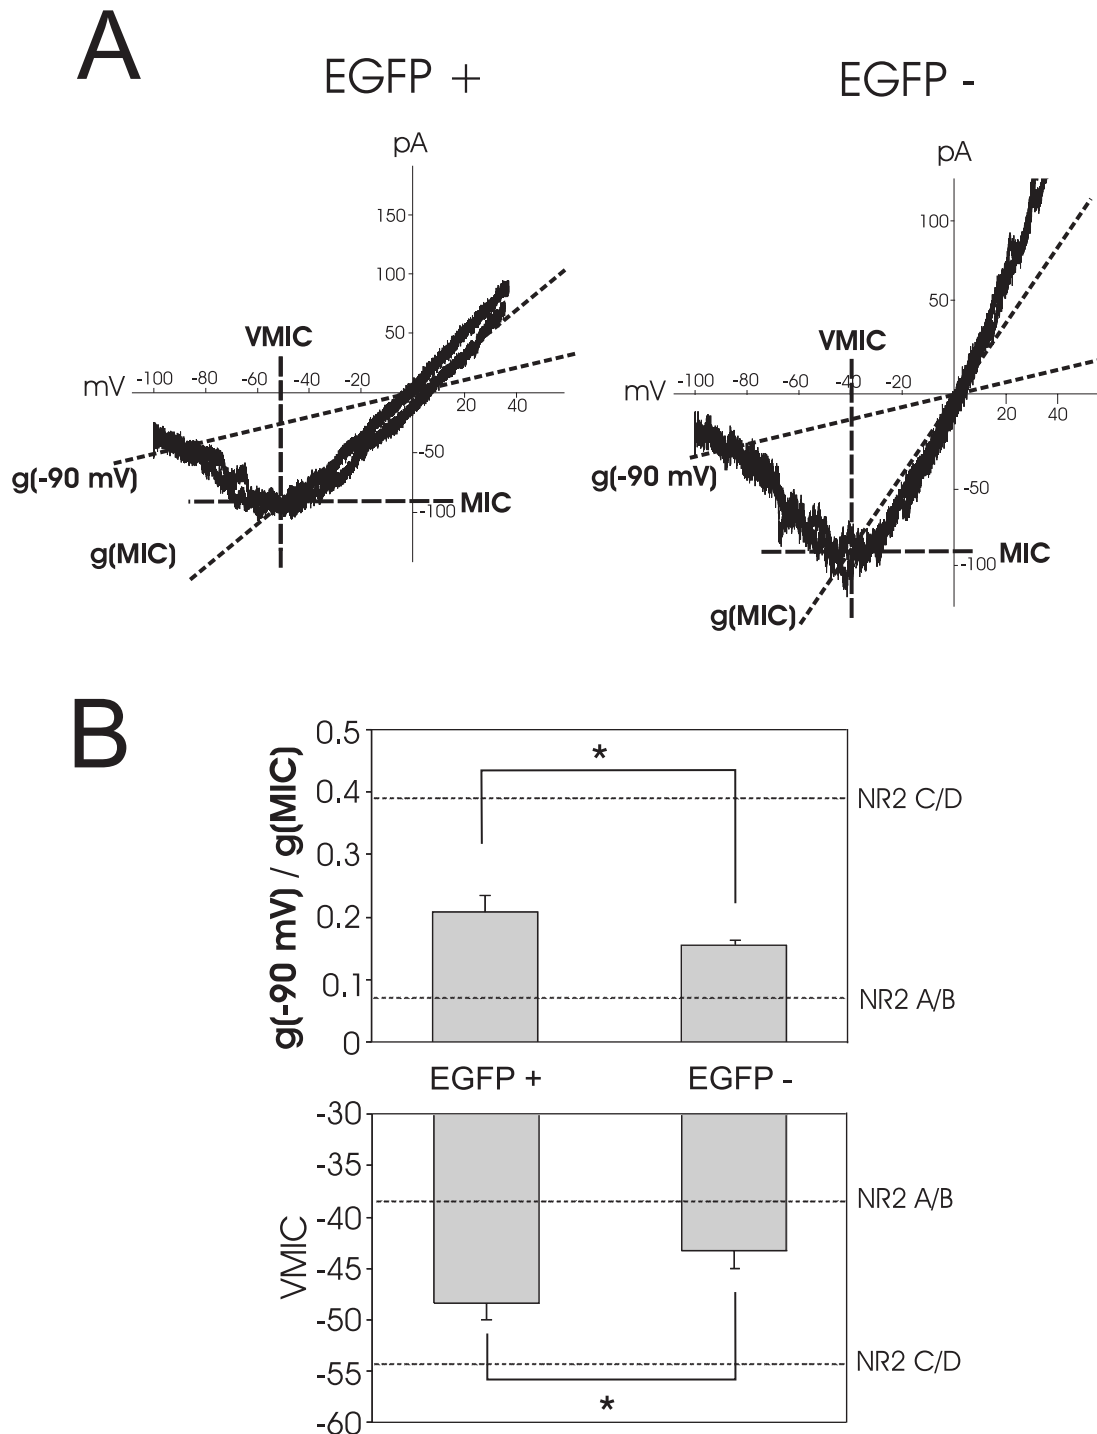 A
EGFP +
EGFP -
pA
150
100
50
VMIC
mV
-100 -80 -60 -40 -20
20 40
-50
g(-90 mV)
MIC
-100
g(MIC)
pA
100
50
VMIC
mV
-100 -80 -60 -40 -20
20 40
g(-90 mV)
-50
MIC
-100
g(MIC)
B
g(-90 mV) / g(MIC)
0.5
0.4
0.3
0.2
0.1
0
*
NR2 C/D
NR2 A/B
EGFP +
EGFP -
VMIC
-30
-35
-40
-45
-50
-55
-60
NR2 A/B
NR2 C/D
*